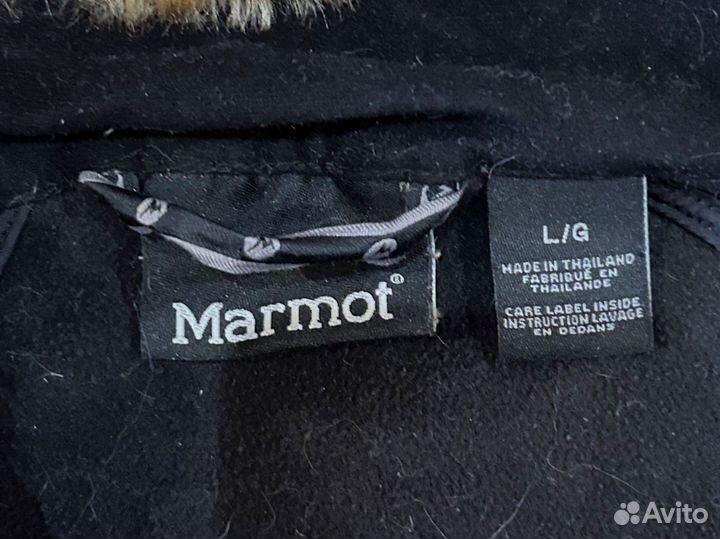 Marmot®
L/G
MADE IN THAILAND
FABRIQUÉ EN
THAILANDE
CARE LABEL INSIDE
INSTRUCTION LAVAGE
EN DEDANS
Avito